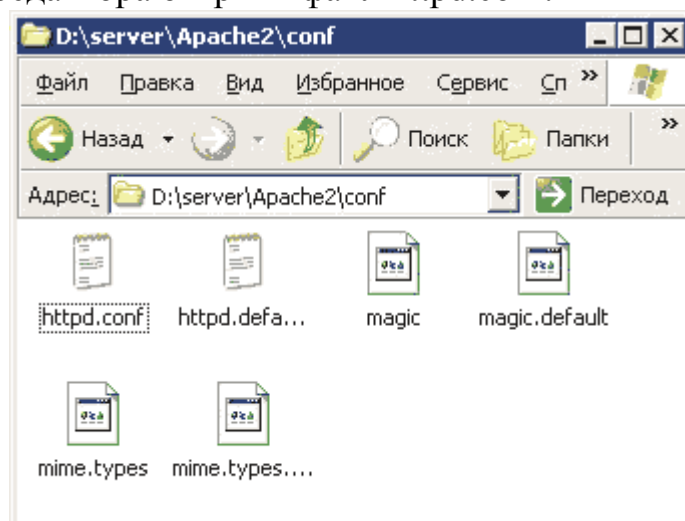 D:\server\Apache2\conf
Файл Правка Вид Избранное Сервис Сп »
Назад Поиск Папки »
Адрес: D:\server\Apache2\conf Переход
httpd.conf httpd.defa... magic magic.default
mime.types mime.types....